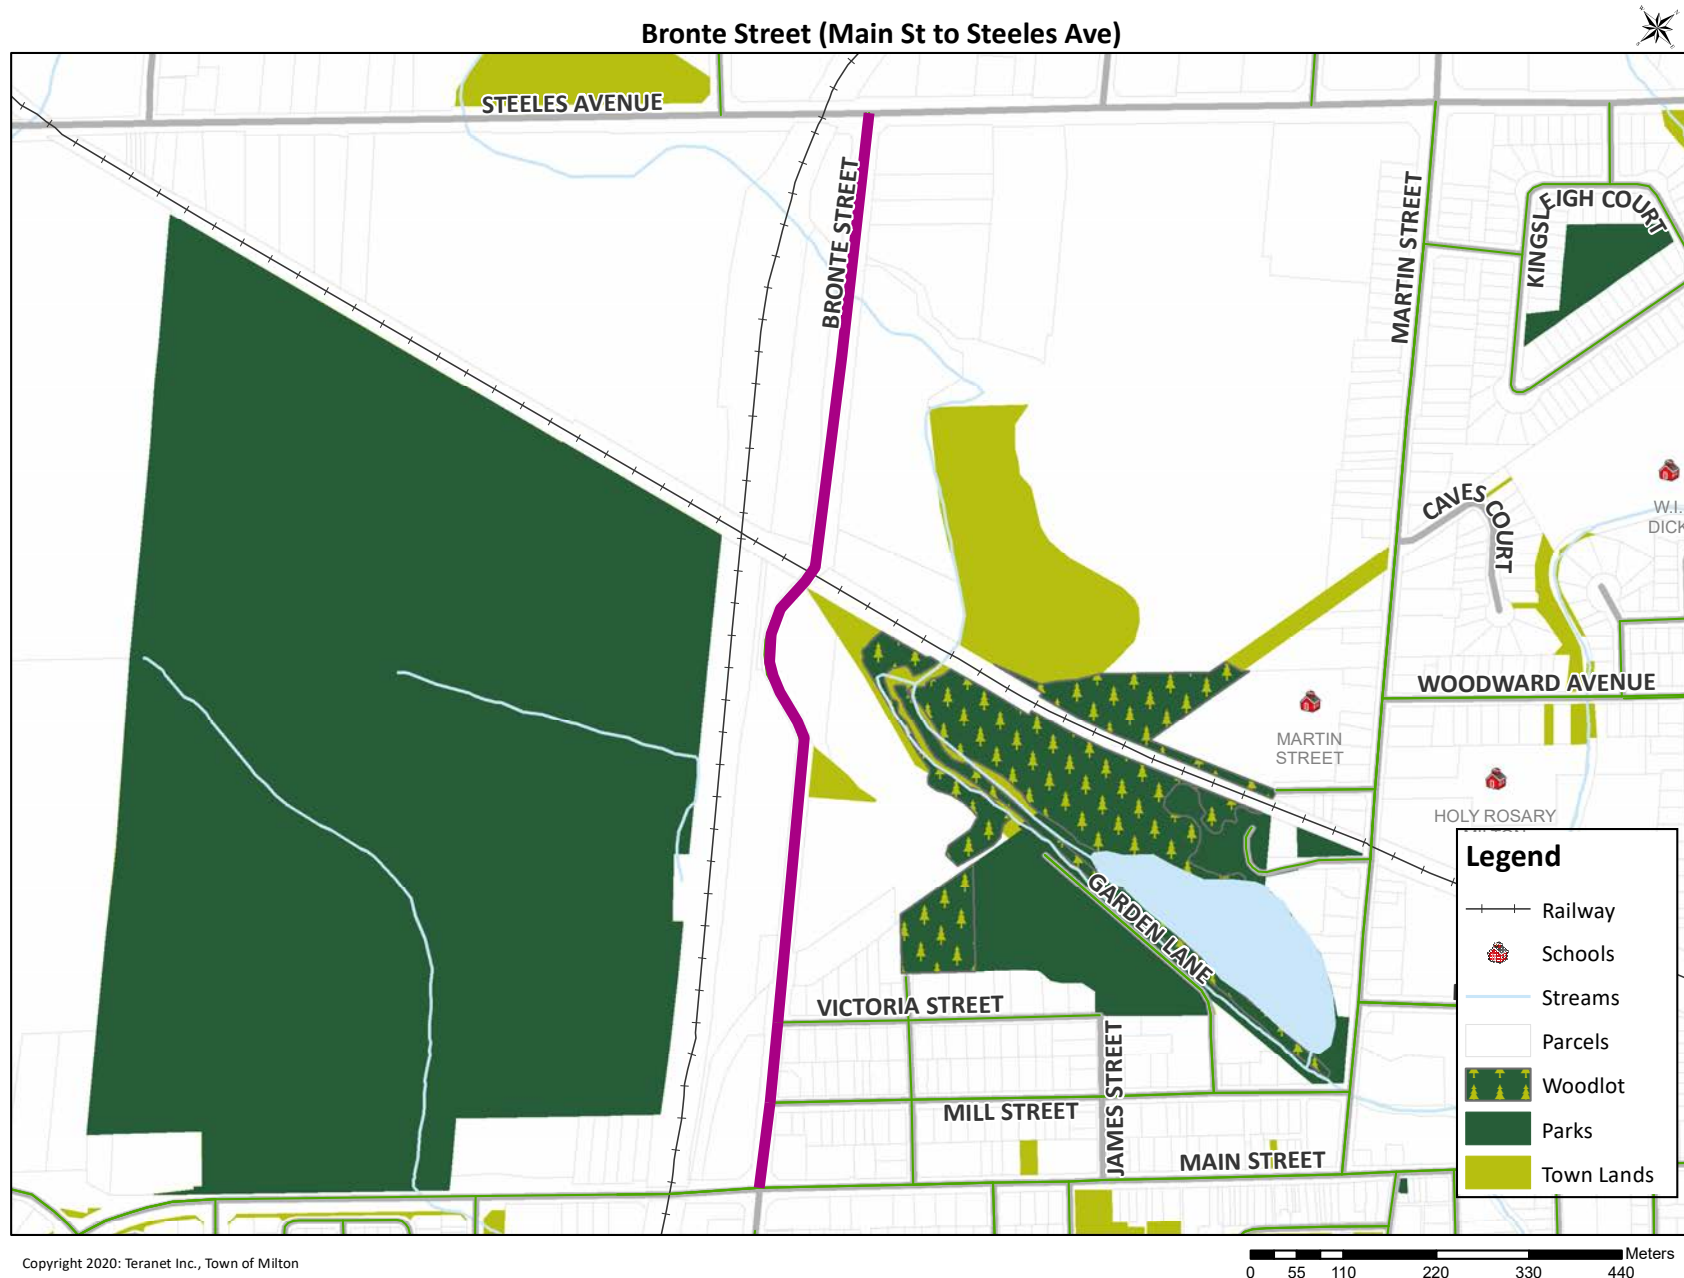 Bronte Street (Main St to Steeles Ave)
STEELES AVENUE
BRONTE STREET
MARTIN STREET
KINGSLEIGH COURT
CAVES COURT
W.I.
DICK
WOODWARD AVENUE
MARTIN
STREET
HOLY ROSARY
GARDEN LANE
VICTORIA STREET
JAMES STREET
MILL STREET
MAIN STREET
Legend
Railway
Schools
Streams
Parcels
Woodlot
Parks
Town Lands
Copyright 2020: Teranet Inc., Town of Milton
Meters
0 55 110 220 330 440